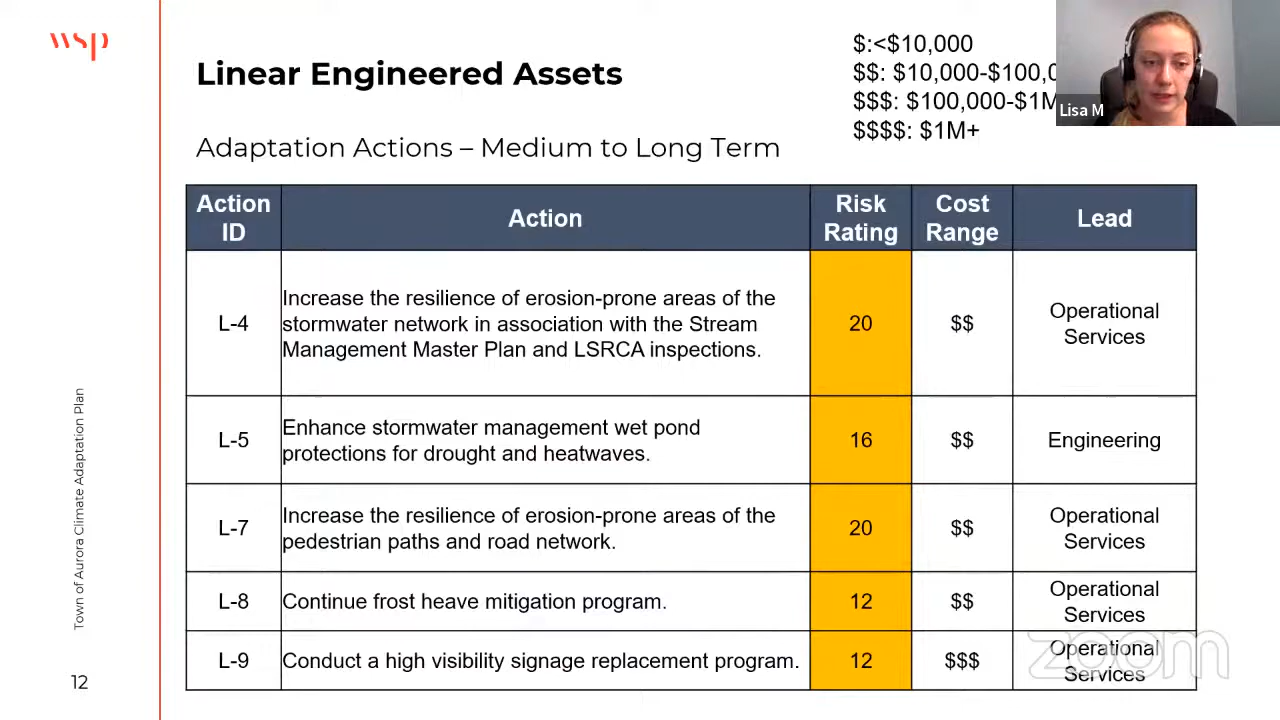 wsp
Linear Engineered Assets
$:<$10,000
$$: $10,000-$100,0
$$$: $100,000-$1M
$$$$: $1M+
Lisa M
Adaptation Actions – Medium to Long Term
Action
ID
Action
Risk
Rating
Cost
Range
Lead
L-4
Increase the resilience of erosion-prone areas of the
stormwater network in association with the Stream
Management Master Plan and LSRCA inspections.
20
$$
Operational
Services
L-5
Enhance stormwater management wet pond
protections for drought and heatwaves.
16
$$
Engineering
L-7
Increase the resilience of erosion-prone areas of the
pedestrian paths and road network.
20
$$
Operational
Services
L-8
Continue frost heave mitigation program.
12
$$
Operational
Services
L-9
Conduct a high visibility signage replacement program.
12
$$$
Operational
Services
zoom
Town of Aurora Climate Adaptation Plan
12